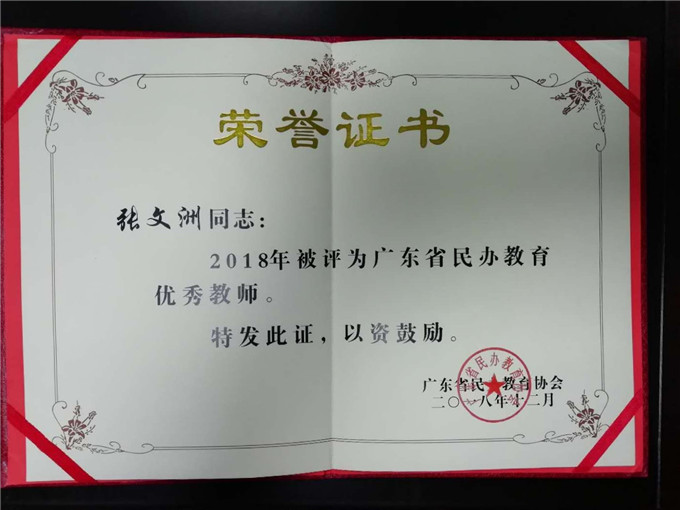 荣誉证书
张文洲同志：
2018年被评为广东省民办教育
优秀教师。
特发此证，以资鼓励。
广东省民 教育协会
二〇一八年十二月